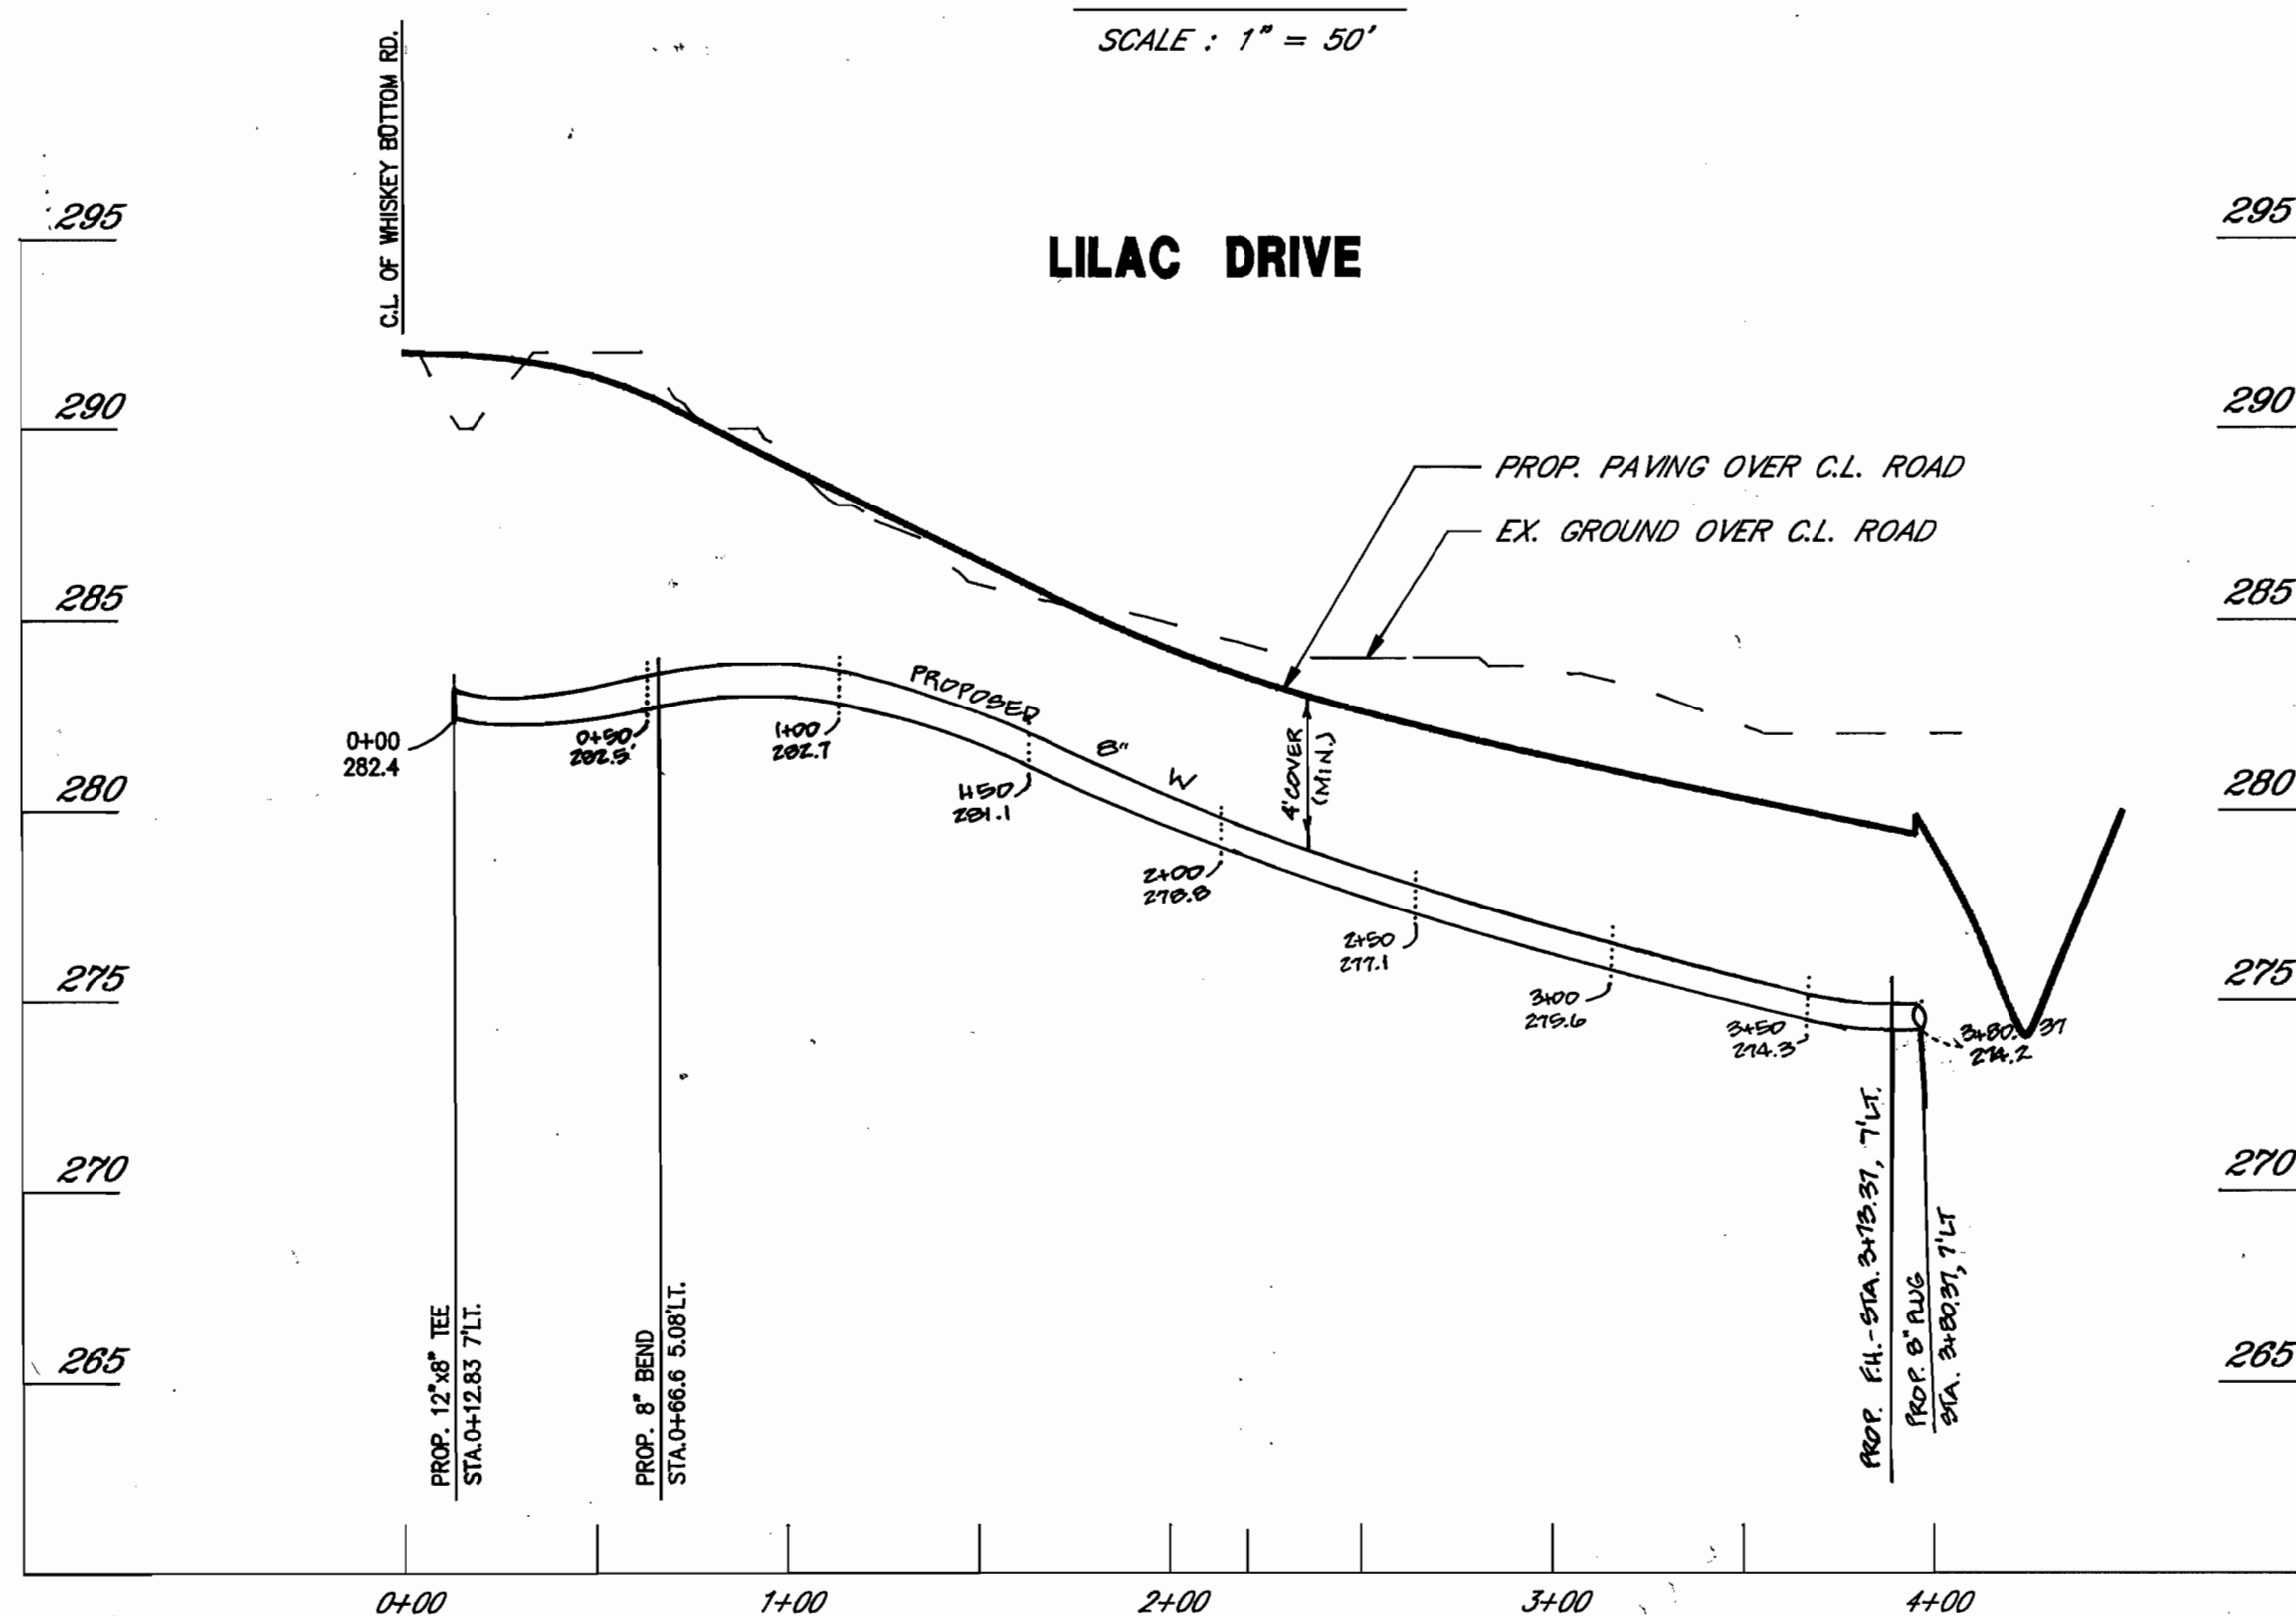 SCALE : 1" = 50'
C.L. OF WHISKEY BOTTOM RD.
LILAC DRIVE
295
295
290
290
PROP. PAVING OVER C.L. ROAD
EX. GROUND OVER C.L. ROAD
285
285
PROPOSED
8"
W
4' COVER
(MIN.)
0+00
282.4
0+50
282.5
1+00
282.7
1+50
281.1
280
280
2+00
278.8
2+50
277.1
3+00
275.6
275
275
3+50
274.3
3+80.37
274.2
270
270
265
265
PROP. 12"x8" TEE
STA.0+12.83 7'LT.
PROP. 8" BEND
STA.0+66.6 5.08'LT.
PROP. F.H.-STA.3+73.37, 7'LT.
PROP. 8" PLUG
STA. 3+80.37, 7'LT
0+00
1+00
2+00
3+00
4+00